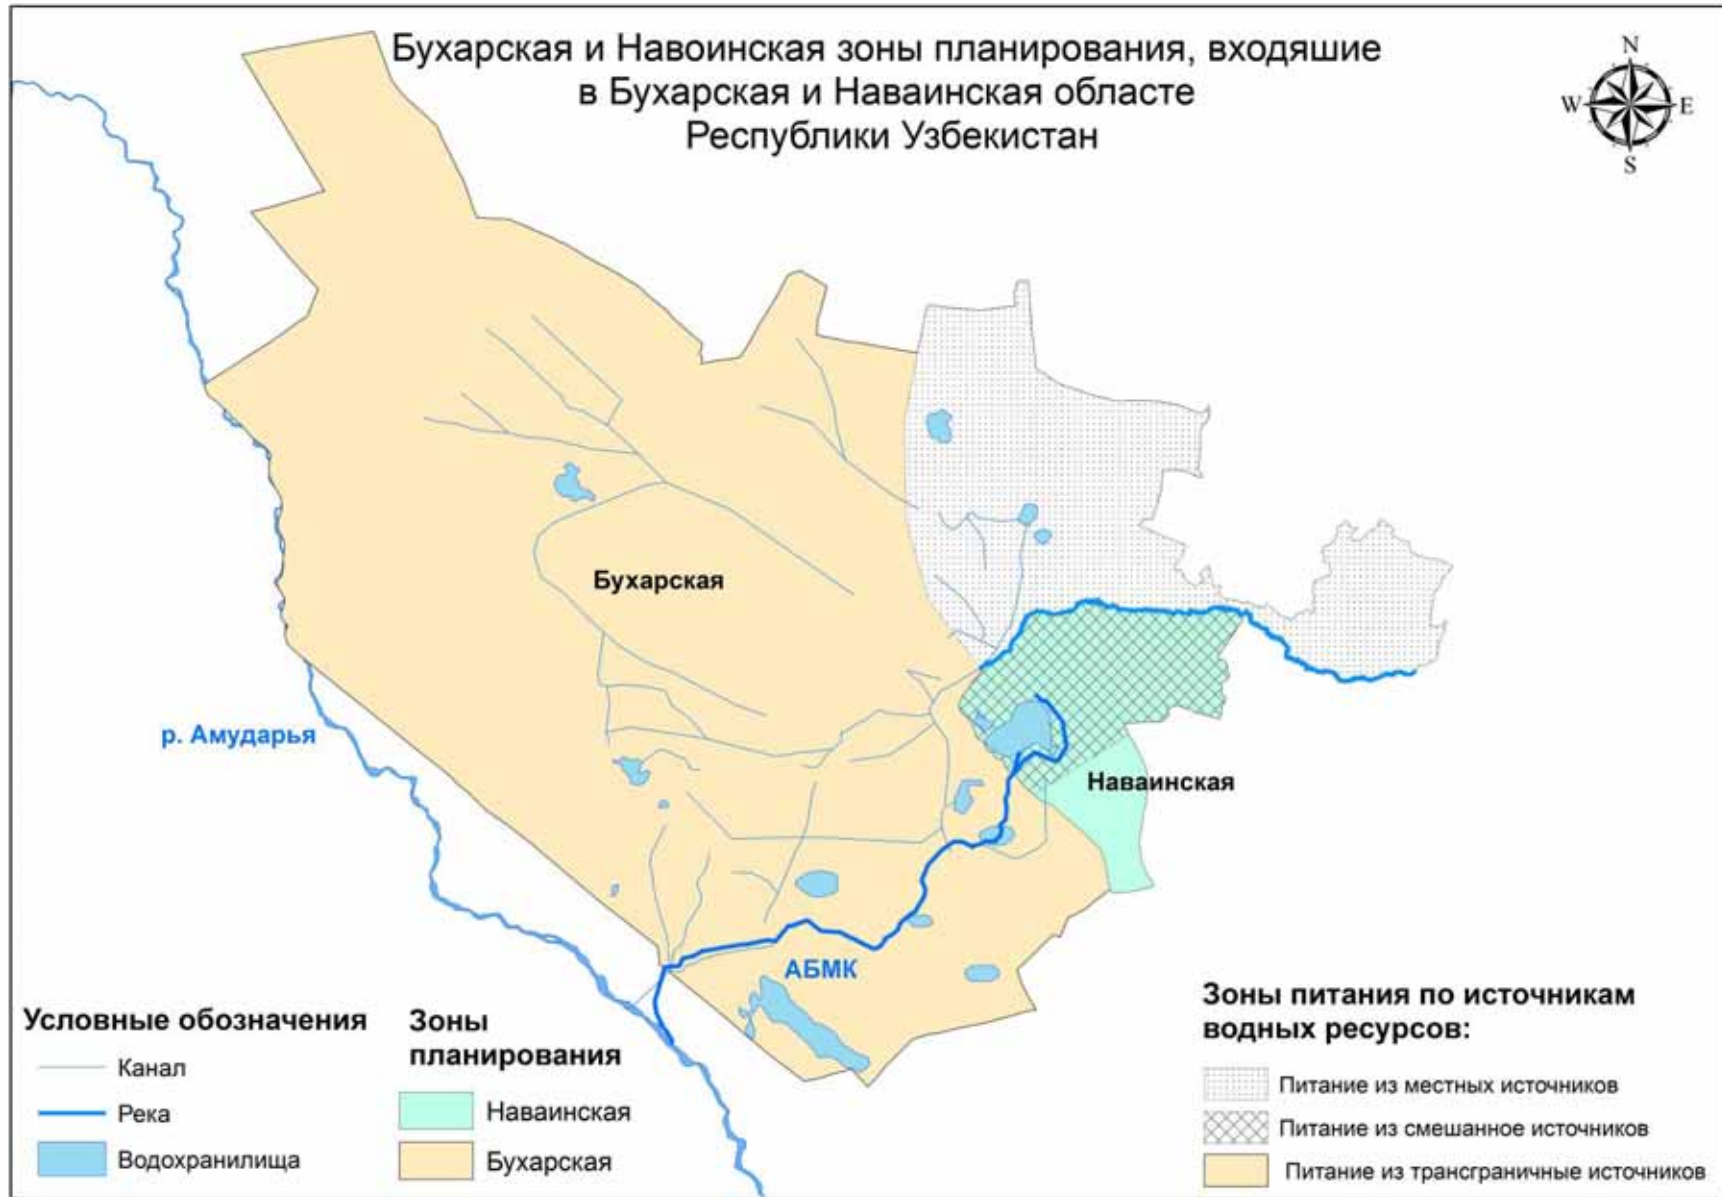 Бухарская и Навоинская зоны планирования, входяшие
в Бухарская и Наваинская областе
Республики Узбекистан
N
W
E
S
Бухарская
р. Амударья
Наваинская
АБМК
Условные обозначения
Канал
Река
Водохранилища
Зоны
планирования
Наваинская
Бухарская
Зоны питания по источникам
водных ресурсов:
Питание из местных источников
Питание из смешанное источников
Питание из трансграничные источников